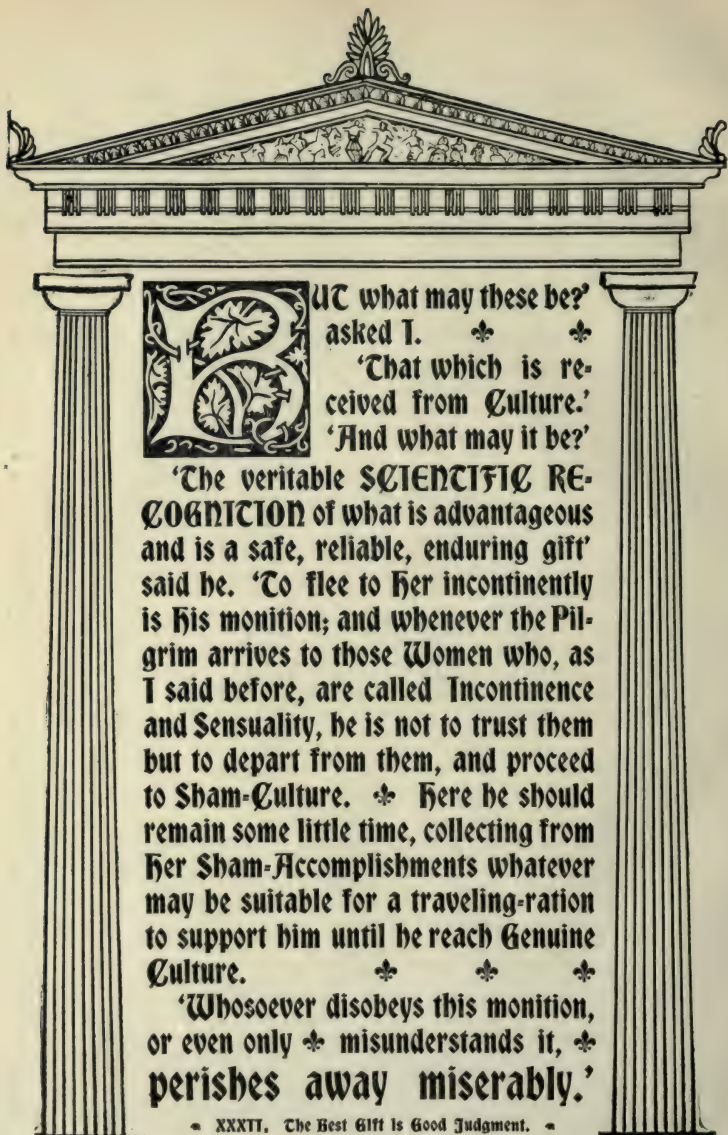 BUT what may these be?'
asked I.
'That which is re-
ceived from Culture.'
'And what may it be?'
'The veritable SCIENTIFIC RE-
COGNITION of what is advantageous
and is a safe, reliable, enduring gift'
said he. 'To flee to Her incontinently
is His monition; and whenever the Pil-
grim arrives to those Women who, as
I said before, are called Incontinence
and Sensuality, he is not to trust them
but to depart from them, and proceed
to Sham-Culture. Here he should
remain some little time, collecting from
Her Sham-Accomplishments whatever
may be suitable for a traveling-ration
to support him until he reach Genuine
Culture.
'Whosoever disobeys this monition,
or even only misunderstands it,
perishes away miserably.'
XXXII. The Best Gift Is Good Judgment.